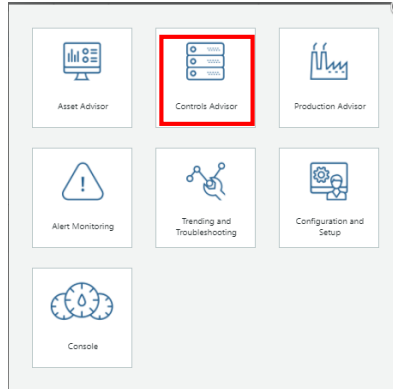 Asset Advisor
Controls Advisor
Production Advisor
Alert Monitoring
Trending and
Troubleshooting
Configuration and
Setup
Console